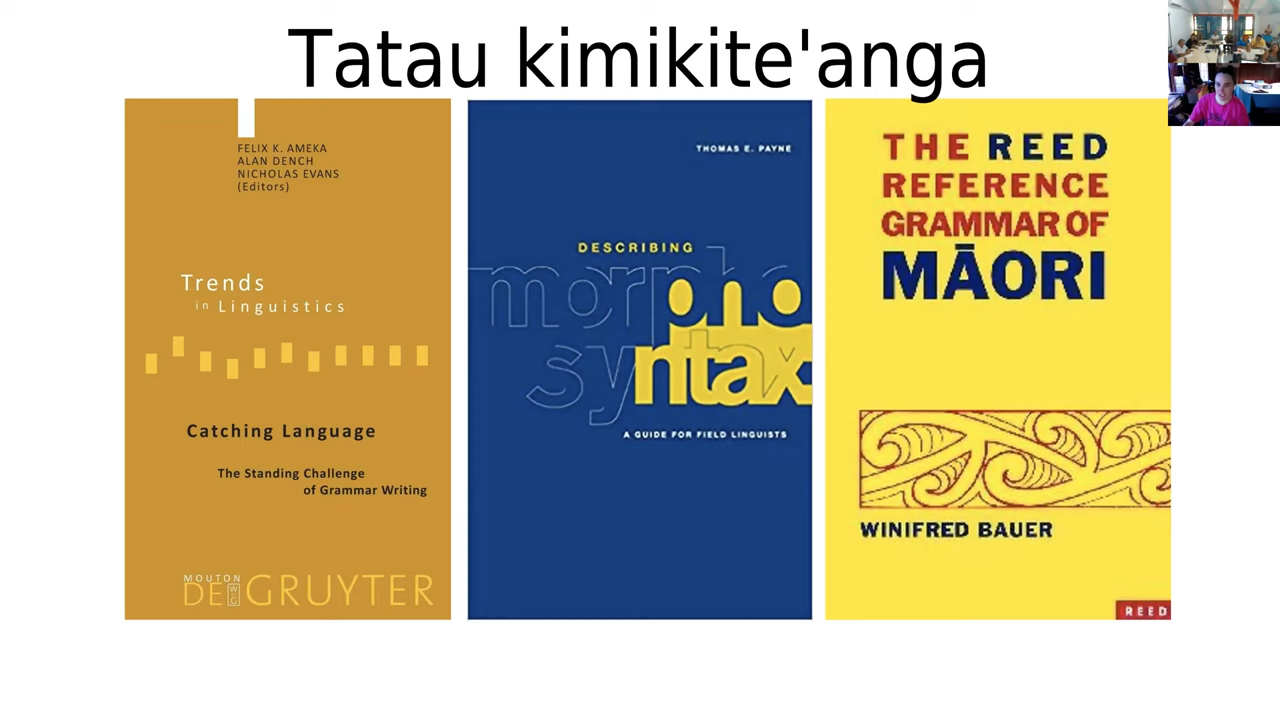 Tatau kimikite'anga
FELIX K. AMEKA
ALAN DENCH
NICHOLAS EVANS
(Editors)
Trends
in Linguistics
Catching Language
The Standing Challenge
of Grammar Writing
MOUTON
DE GRUYTER
THOMAS E. PAYNE
DESCRIBING
morpho
syntax
A GUIDE FOR FIELD LINGUISTS
THE REED
REFERENCE
GRAMMAR OF
MĀORI
WINIFRED BAUER
REED